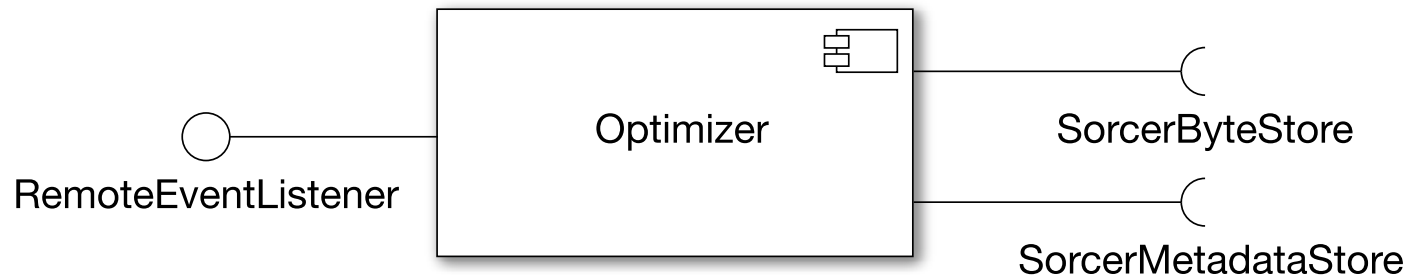 Optimizer
SorcerByteStore
RemoteEventListener
SorcerMetadataStore